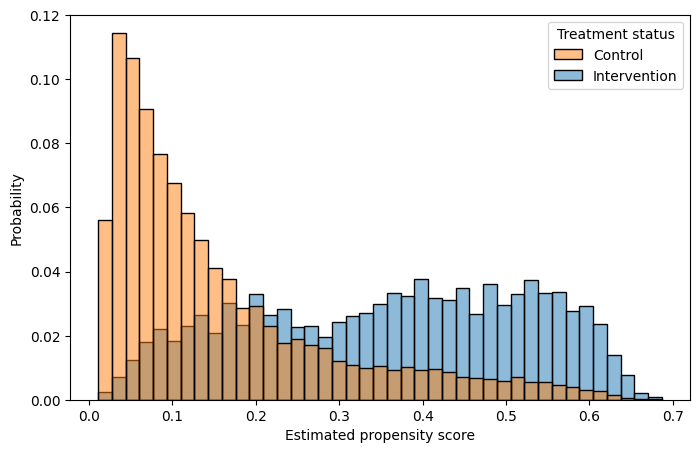 0.12
0.10
0.08
0.06
0.04
0.02
0.00
Probability
0.0 0.1 0.2 0.3 0.4 0.5 0.6 0.7
Estimated propensity score
Treatment status
Control
Intervention